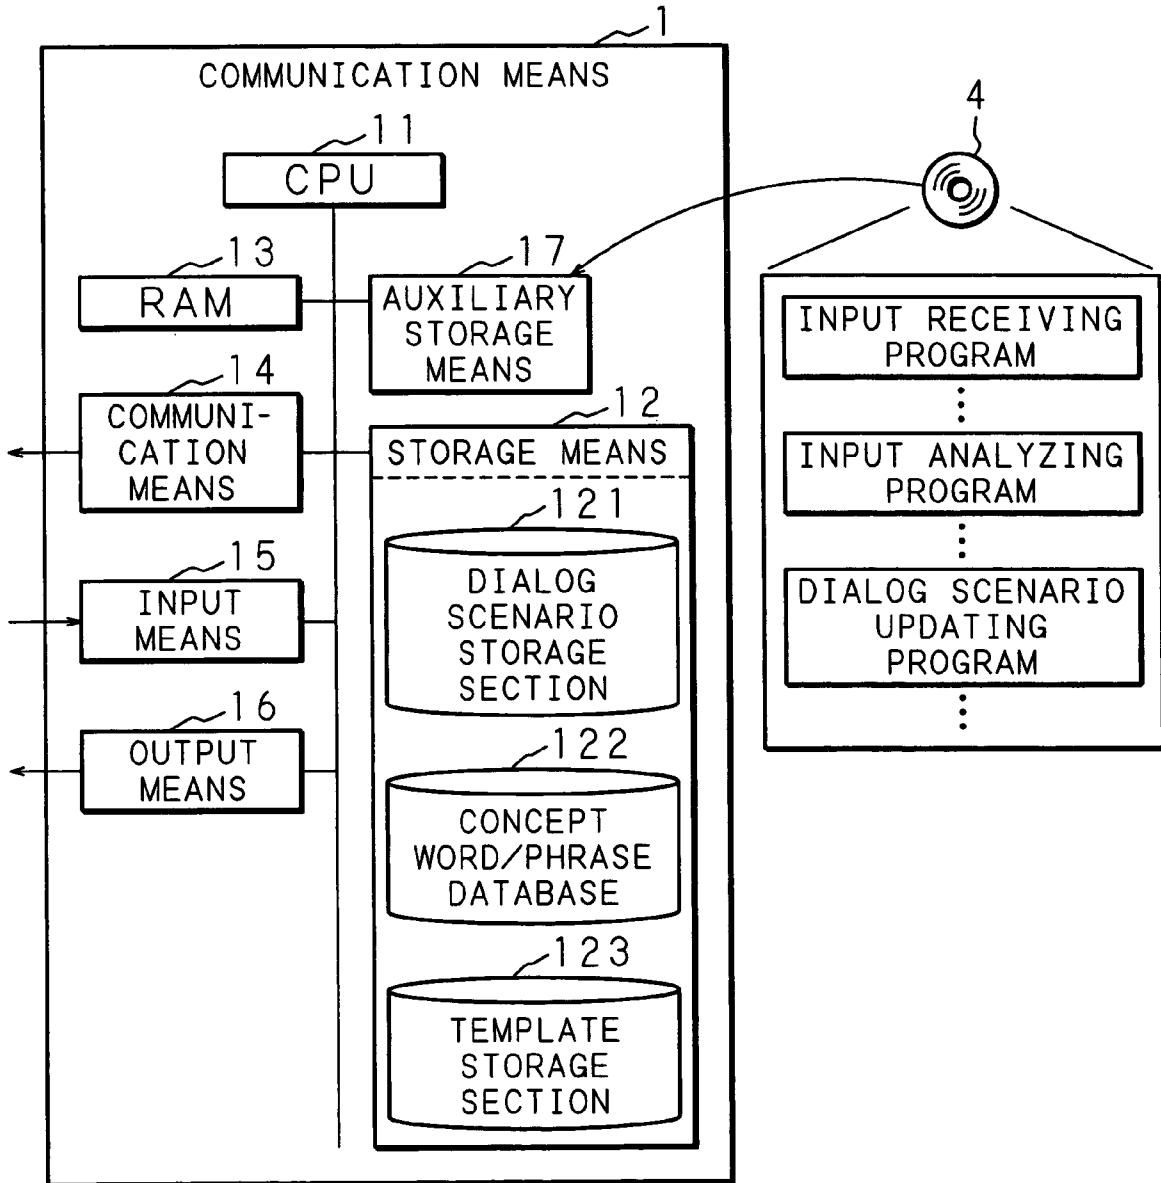 1
COMMUNICATION MEANS
11
CPU
13
RAM
17
AUXILIARY
STORAGE
MEANS
14
COMMUNI-
CATION
MEANS
12
STORAGE MEANS
121
DIALOG
SCENARIO
STORAGE
SECTION
15
INPUT
MEANS
16
OUTPUT
MEANS
122
CONCEPT
WORD/PHRASE
DATABASE
123
TEMPLATE
STORAGE
SECTION
4
INPUT RECEIVING
PROGRAM
INPUT ANALYZING
PROGRAM
DIALOG SCENARIO
UPDATING
PROGRAM